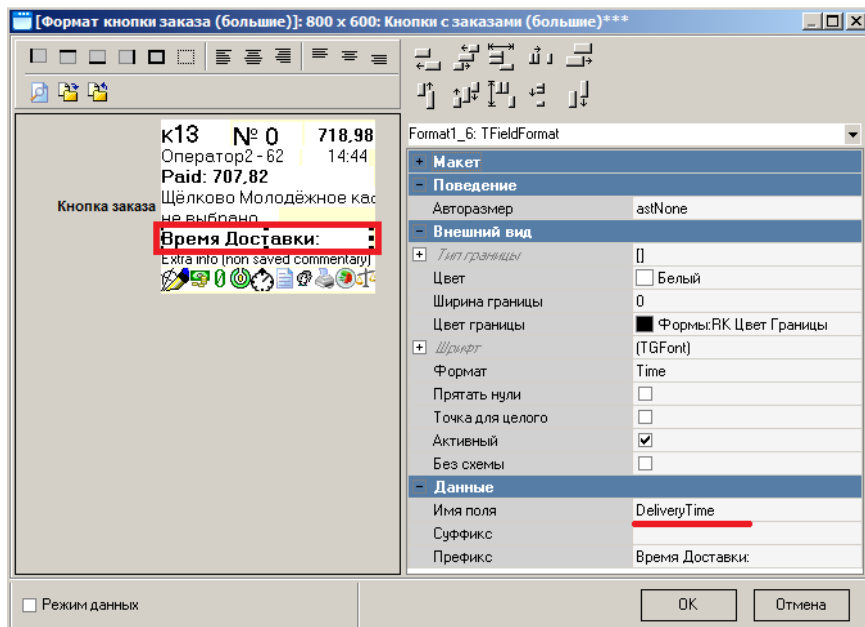 [Формат кнопки заказа (большие)]: 800 x 600: Кнопки с заказами (большие)***
Кнопка заказа
к13 № 0 718,98
Оператор2 - 62 14:44
Paid: 707,82
Щёлково Молодёжное кас
не выбрано
Время Доставки:
Extra info (non saved commentary)
Format1_6: TFieldFormat
Макет
Поведение
Авторазмер astNone
Внешний вид
Тип границы []
Цвет Белый
Ширина границы 0
Цвет границы Формы:RK Цвет Границы
Шрифт (TGFont)
Формат Time
Прятать нули
Точка для целого
Активный
Без схемы
Данные
Имя поля DeliveryTime
Суффикс
Префикс Время Доставки:
Режим данных
OK Отмена